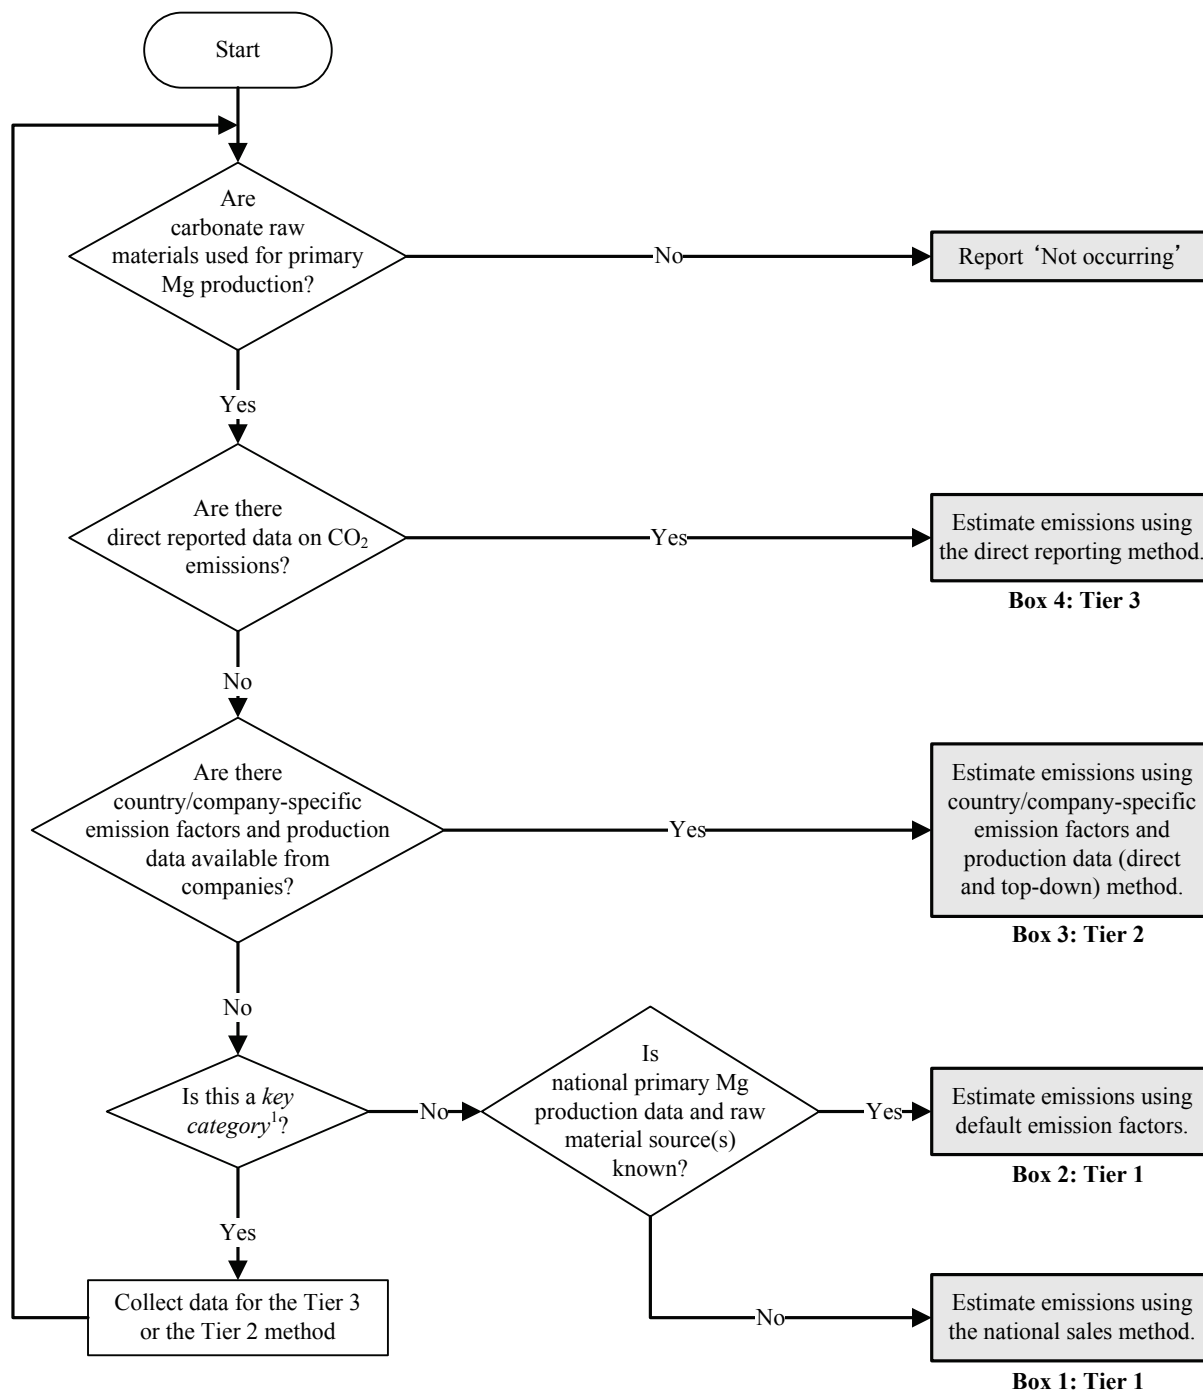 Start
Are
carbonate raw
materials used for primary
Mg production?
No
Report ‘Not occurring’
Yes
Are there
direct reported data on CO₂
emissions?
Yes
Estimate emissions using
the direct reporting method.
Box 4: Tier 3
No
Are there
country/company-specific
emission factors and production
data available from
companies?
Yes
Estimate emissions using
country/company-specific
emission factors and
production data (direct
and top-down) method.
Box 3: Tier 2
No
Is this a key
category¹?
No
Is
national primary Mg
production data and raw
material source(s)
known?
Yes
Estimate emissions using
default emission factors.
Box 2: Tier 1
Yes
Collect data for the Tier 3
or the Tier 2 method
No
Estimate emissions using
the national sales method.
Box 1: Tier 1